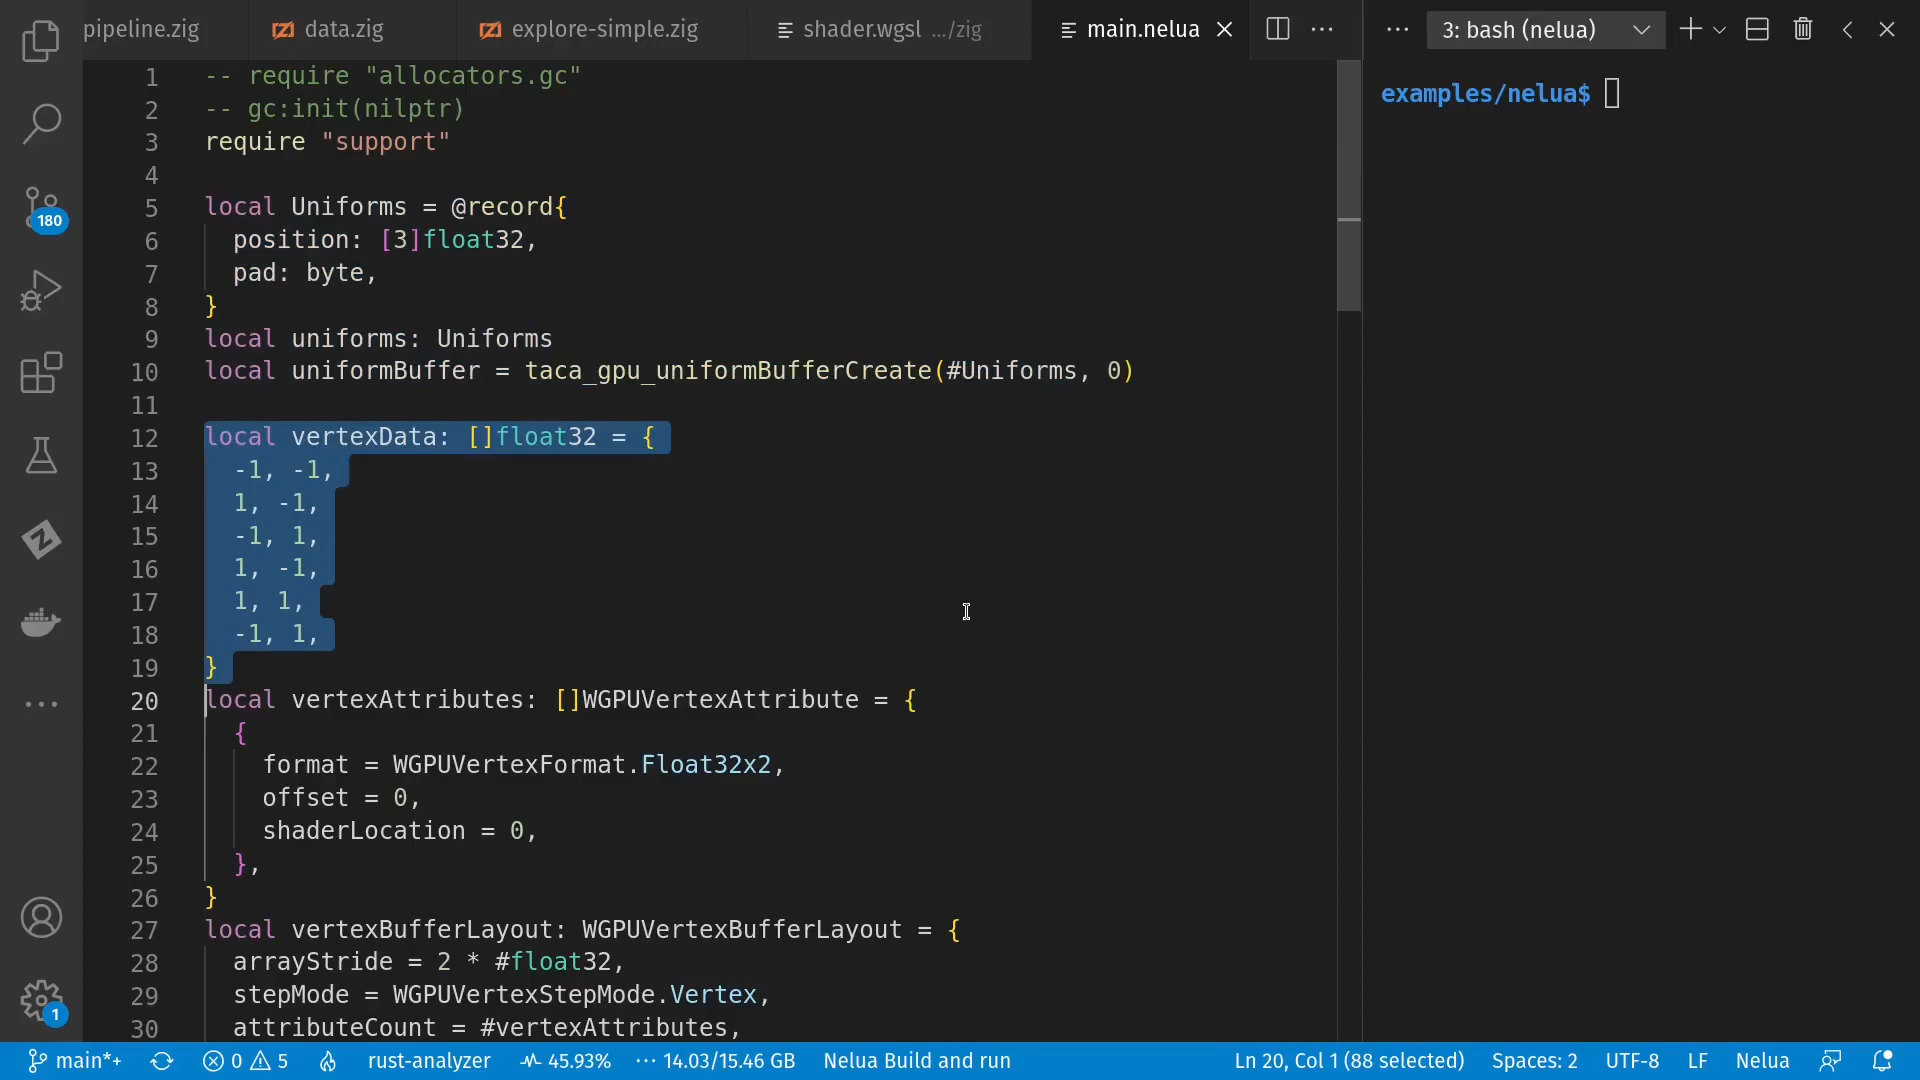 pipeline.zig
data.zig
explore-simple.zig
shader.wgsl .../zig
main.nelua
3: bash (nelua)
1 -- require "allocators.gc"
2 -- gc:init(nilptr)
3 require "support"
4
5 local Uniforms = @record{
6 position: [3]float32,
7 pad: byte,
8 }
9 local uniforms: Uniforms
10 local uniformBuffer = taca_gpu_uniformBufferCreate(#Uniforms, 0)
11
12 local vertexData: []float32 = {
13 -1, -1,
14 1, -1,
15 -1, 1,
16 1, -1,
17 1, 1,
18 -1, 1,
19 }
20 local vertexAttributes: []WGPUVertexAttribute = {
21 {
22 format = WGPUVertexFormat.Float32x2,
23 offset = 0,
24 shaderLocation = 0,
25 },
26 }
27 local vertexBufferLayout: WGPUVertexBufferLayout = {
28 arrayStride = 2 * #float32,
29 stepMode = WGPUVertexStepMode.Vertex,
30 attributeCount = #vertexAttributes,
examples/nelua$
180
1
main*+ 0 5 rust-analyzer 45.93% 14.03/15.46 GB Nelua Build and run Ln 20, Col 1 (88 selected) Spaces: 2 UTF-8 LF Nelua